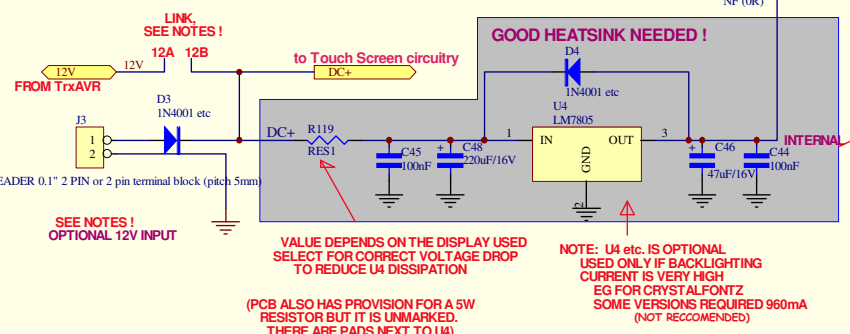 NF (0R)
LINK,
SEE NOTES !
12A 12B
12V
12V
FROM TrxAVR
to Touch Screen circuitry
DC+
GOOD HEATSINK NEEDED !
D4
1N4001 etc
D3
1N4001 etc
J3
1
2
EADER 0.1" 2 PIN or 2 pin terminal block (pitch 5mm)
SEE NOTES !
OPTIONAL 12V INPUT
DC+
R119
RES1
C45
100nF
+
C48
220uF/16V
U4
LM7805
1
IN
OUT
3
GND
2
+
C46
47uF/16V
C44
100nF
INTERNAL
VALUE DEPENDS ON THE DISPLAY USED
SELECT FOR CORRECT VOLTAGE DROP
TO REDUCE U4 DISSIPATION
(PCB ALSO HAS PROVISION FOR A 5W
RESISTOR BUT IT IS UNMARKED.
THERE ARE PADS NEXT TO U4)
NOTE: U4 etc. IS OPTIONAL
USED ONLY IF BACKLIGHTING
CURRENT IS VERY HIGH
EG FOR CRYSTALFONTZ
SOME VERSIONS REQUIRED 960mA
(NOT RECCOMENDED)